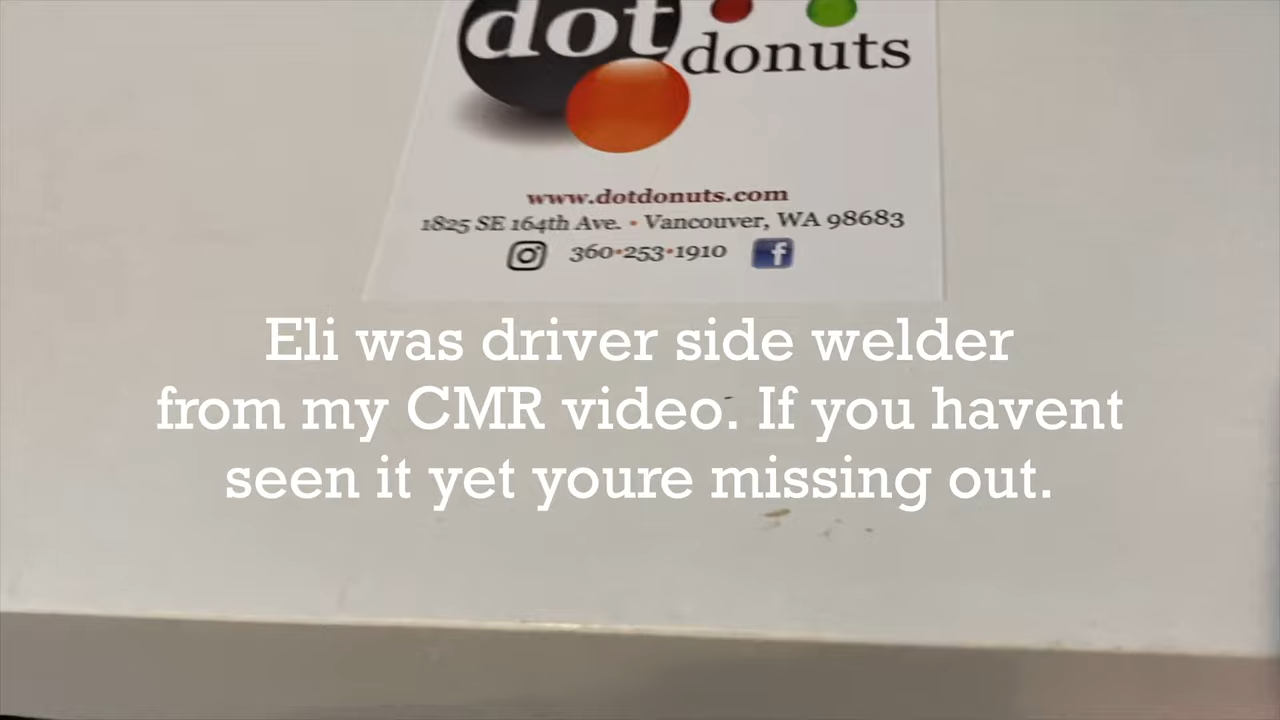 dot
donuts
www.dotdonuts.com
1825 SE 164th Ave. • Vancouver, WA 98683
360•253•1910
Eli was driver side welder
from my CMR video. If you havent
seen it yet youre missing out.